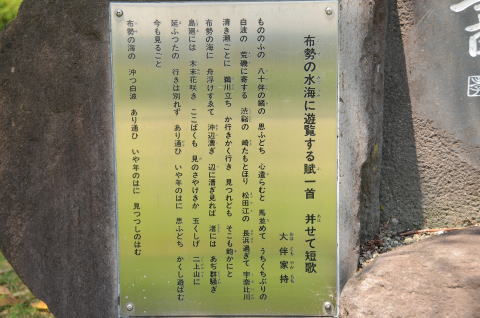 布勢の水海に遊覧する賦一首　并せて短歌
大伴家持
もののふの　八十伴の緒の　思ふどち　心遣らむと　馬並めて　うちくちぶりの
白波の　荒磯に寄する　渋谿の　崎たもとほり　松田江の　長浜過ぎて　宇奈比川
清き瀬ごとに　鵜川立ち　か行きかく行き　見つれども　そこも飽かにと
布勢の海に　舟浮けすゑて　沖辺漕ぎ　辺に漕ぎ見れば　渚には　あぢ群騒き
島廻には　木末花咲き　ここばくも　見のさやけきか　玉くしげ　二上山に
延ふつたの　行きは別れず　あり通ひ　いや年のはに　思ふどち　かくし遊ばむ
今も見るごと
布勢の海の　沖つ白波　あり通ひ　いや年のはに　見つつしのはむ